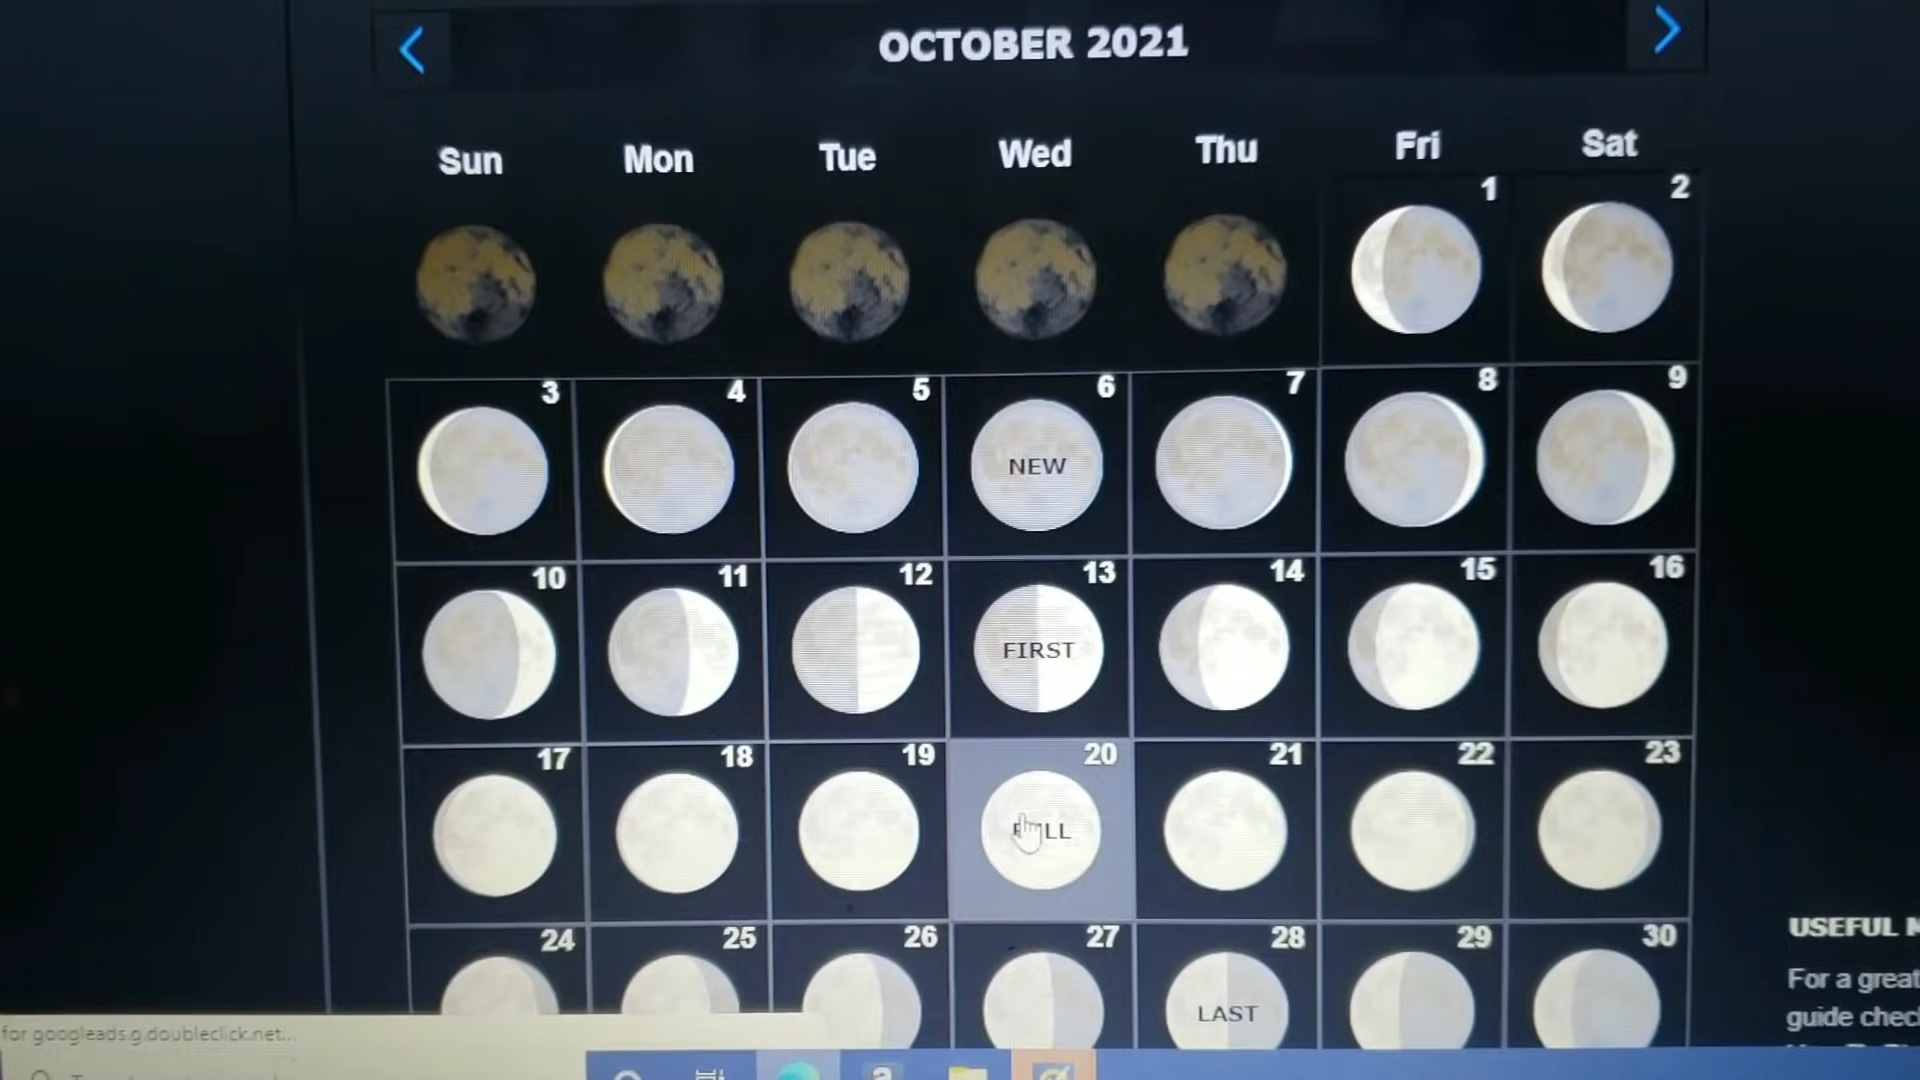 OCTOBER 2021
Sun Mon Tue Wed Thu Fri Sat
1 2
3 4 5 6 7 8 9
NEW
10 11 12 13 14 15 16
FIRST
17 18 19 20 21 22 23
24 25 26 27 28 29 30
LAST
USEFUL
For a great
guide check
for googleads.g.doubleclick.net...